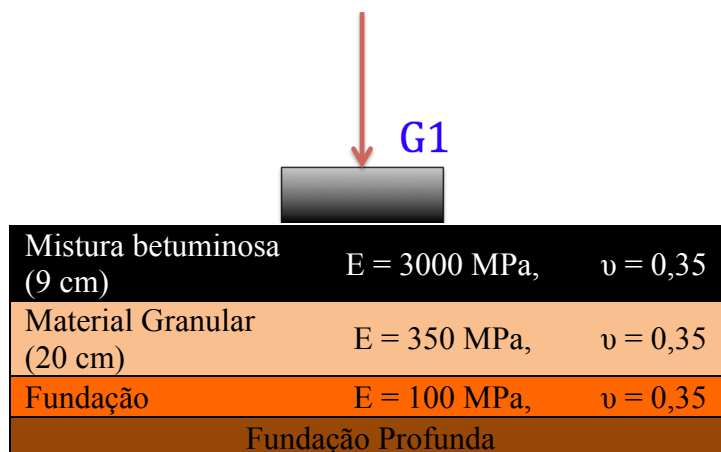 G1
Mistura betuminosa
(9 cm)
E = 3000 MPa,
υ = 0,35
Material Granular
(20 cm)
E = 350 MPa,
υ = 0,35
Fundação
E = 100 MPa,
υ = 0,35
Fundação Profunda